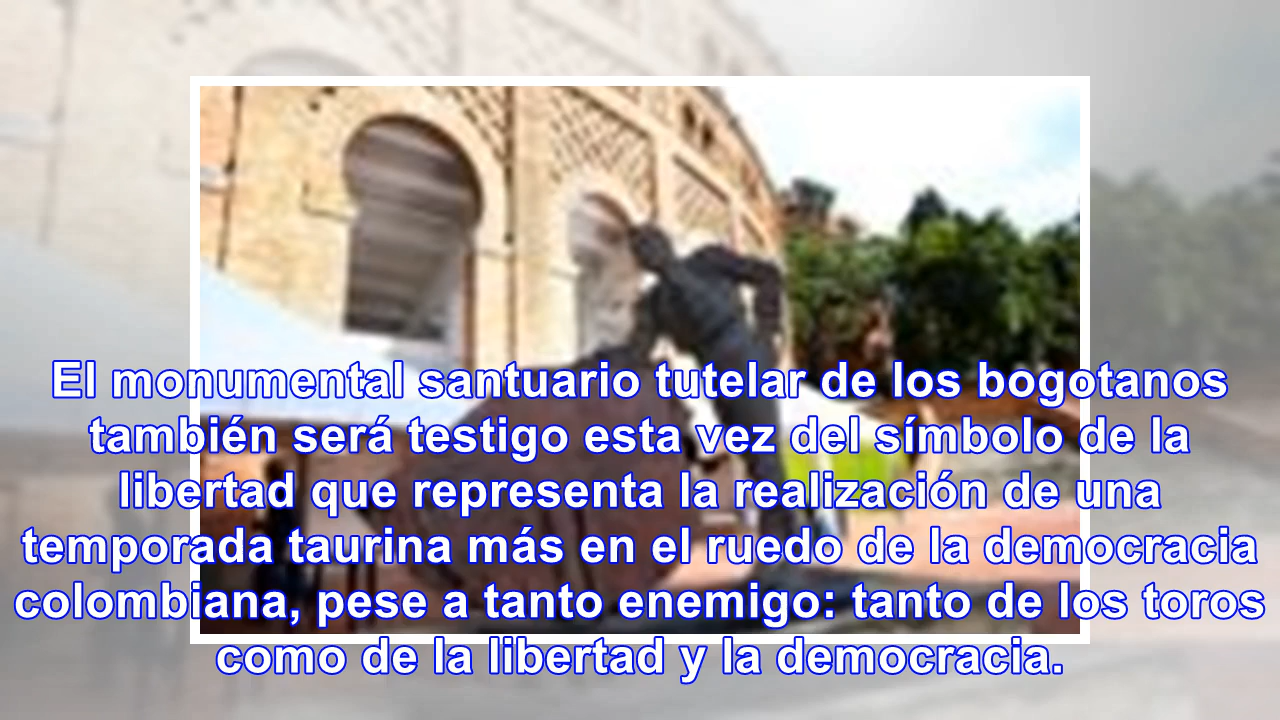 El monumental santuario tutelar de los bogotanos
también será testigo esta vez del símbolo de la
libertad que representa la realización de una
temporada taurina más en el ruedo de la democracia
colombiana, pese a tanto enemigo: tanto de los toros
como de la libertad y la democracia.